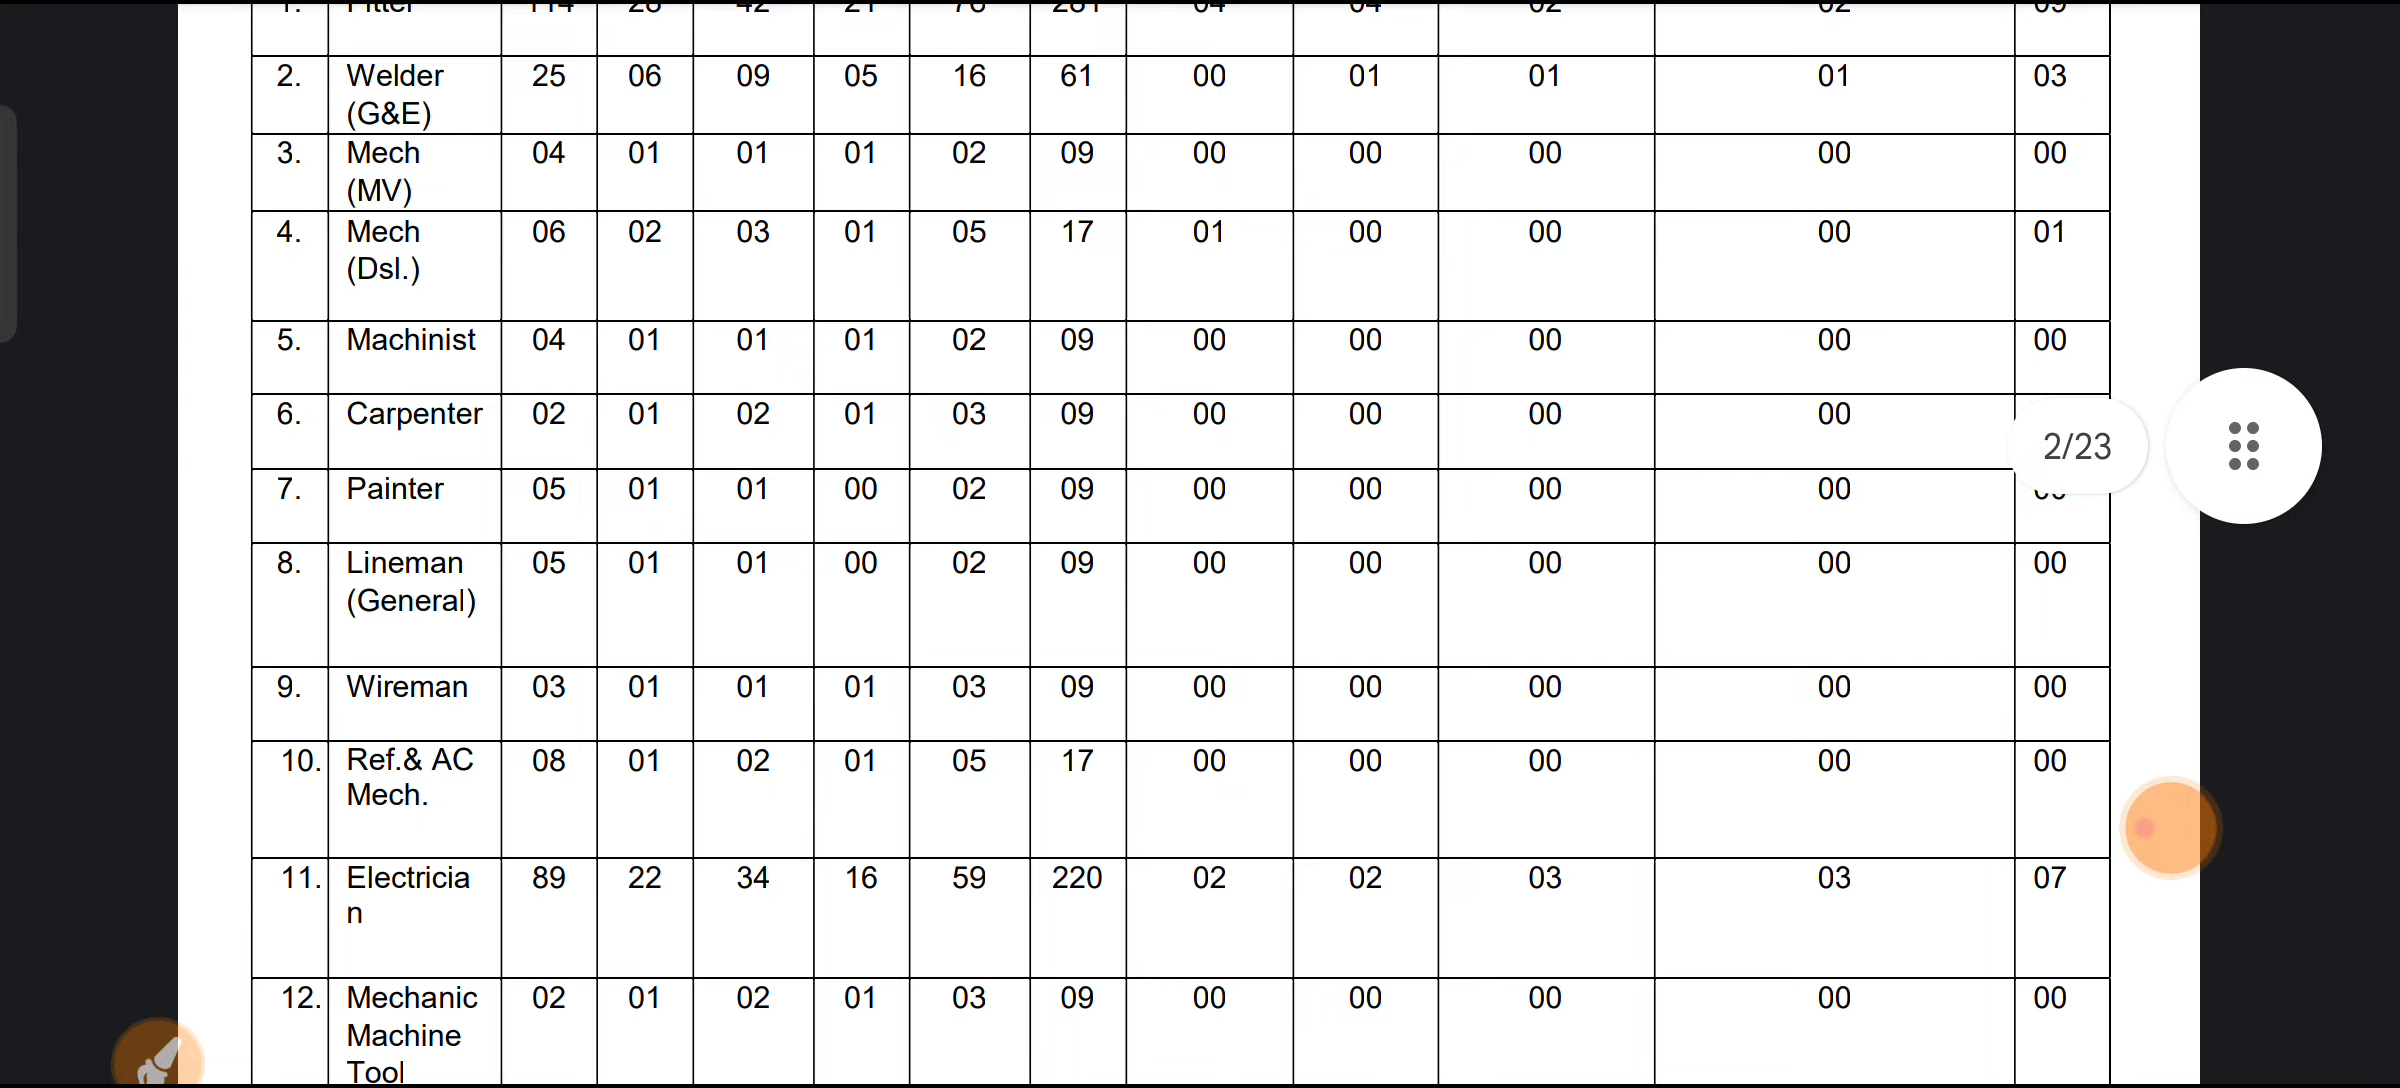 2. Welder 25 06 09 05 16 61 00 01 01 01 03
(G&E)
3. Mech 04 01 01 01 02 09 00 00 00 00 00
(MV)
4. Mech 06 02 03 01 05 17 01 00 00 00 01
(Dsl.)
5. Machinist 04 01 01 01 02 09 00 00 00 00 00
6. Carpenter 02 01 02 01 03 09 00 00 00 00
2/23
7. Painter 05 01 01 00 02 09 00 00 00 00
8. Lineman 05 01 01 00 02 09 00 00 00 00 00
(General)
9. Wireman 03 01 01 01 03 09 00 00 00 00 00
10. Ref.& AC 08 01 02 01 05 17 00 00 00 00 00
Mech.
11. Electricia 89 22 34 16 59 220 02 02 03 03 07
n
12. Mechanic 02 01 02 01 03 09 00 00 00 00 00
Machine
Tool